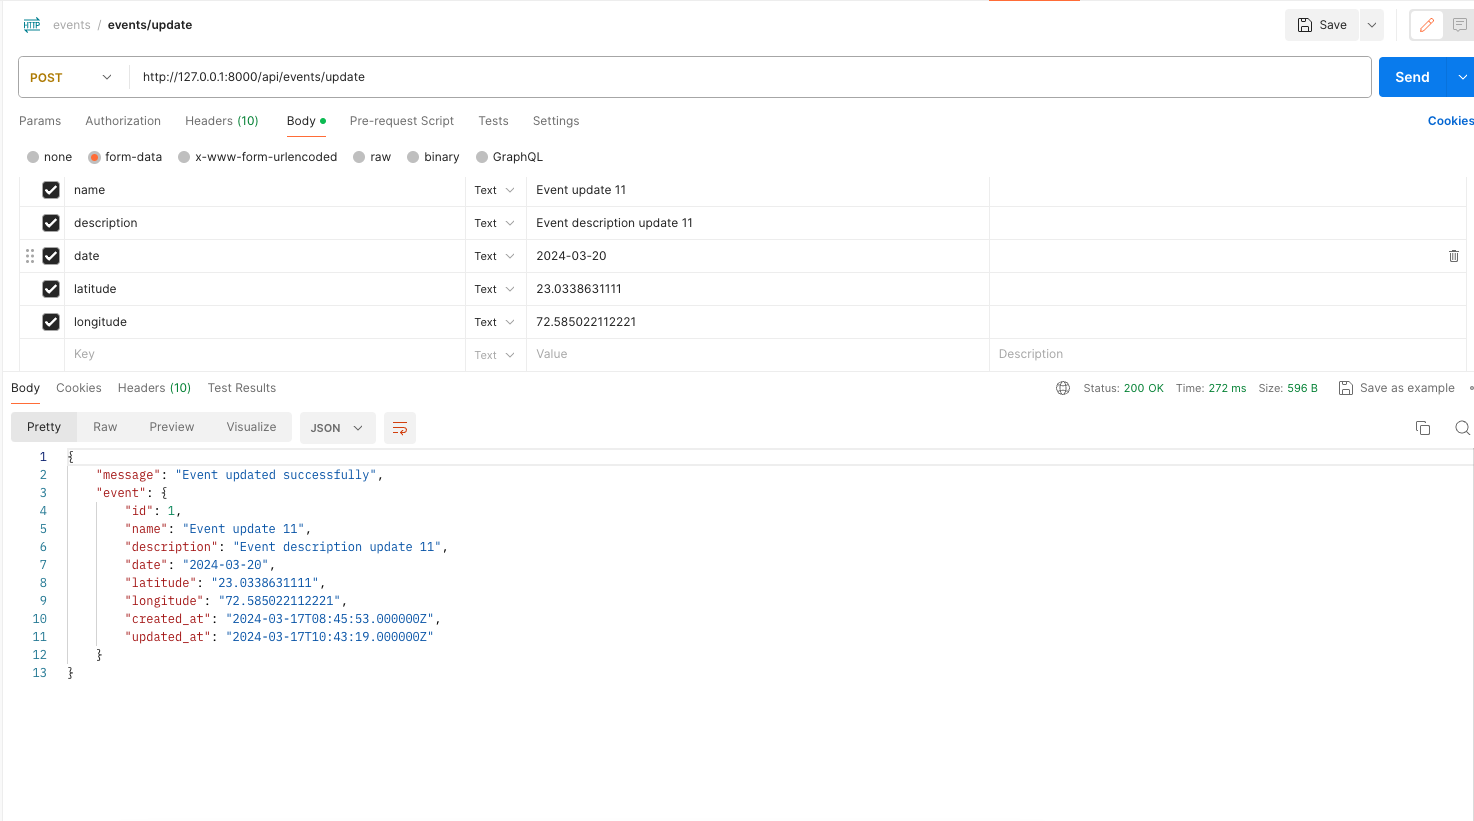 HTTP events / events/update Save
POST http://127.0.0.1:8000/api/events/update Send
Params Authorization Headers (10) Body Pre-request Script Tests Settings Cookies
none form-data x-www-form-urlencoded raw binary GraphQL
name Text Event update 11
description Text Event description update 11
date Text 2024-03-20
latitude Text 23.0338631111
longitude Text 72.585022112221
Key Text Value Description
Body Cookies Headers (10) Test Results Status: 200 OK Time: 272 ms Size: 596 B Save as example
Pretty Raw Preview Visualize JSON
1 {
2 "message": "Event updated successfully",
3 "event": {
4 "id": 1,
5 "name": "Event update 11",
6 "description": "Event description update 11",
7 "date": "2024-03-20",
8 "latitude": "23.0338631111",
9 "longitude": "72.585022112221",
10 "created_at": "2024-03-17T08:45:53.000000Z",
11 "updated_at": "2024-03-17T10:43:19.000000Z"
12 }
13 }